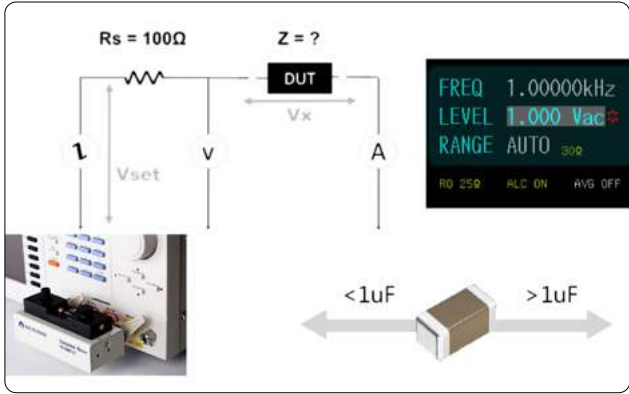 Rs = 100Ω
Z = ?
DUT
Vx
V
A
Vset
FREQ 1.00000kHz
LEVEL 1.000 Vac*
RANGE AUTO 30Ω
RO 25Ω ALC ON AVG OFF
<1uF
>1uF